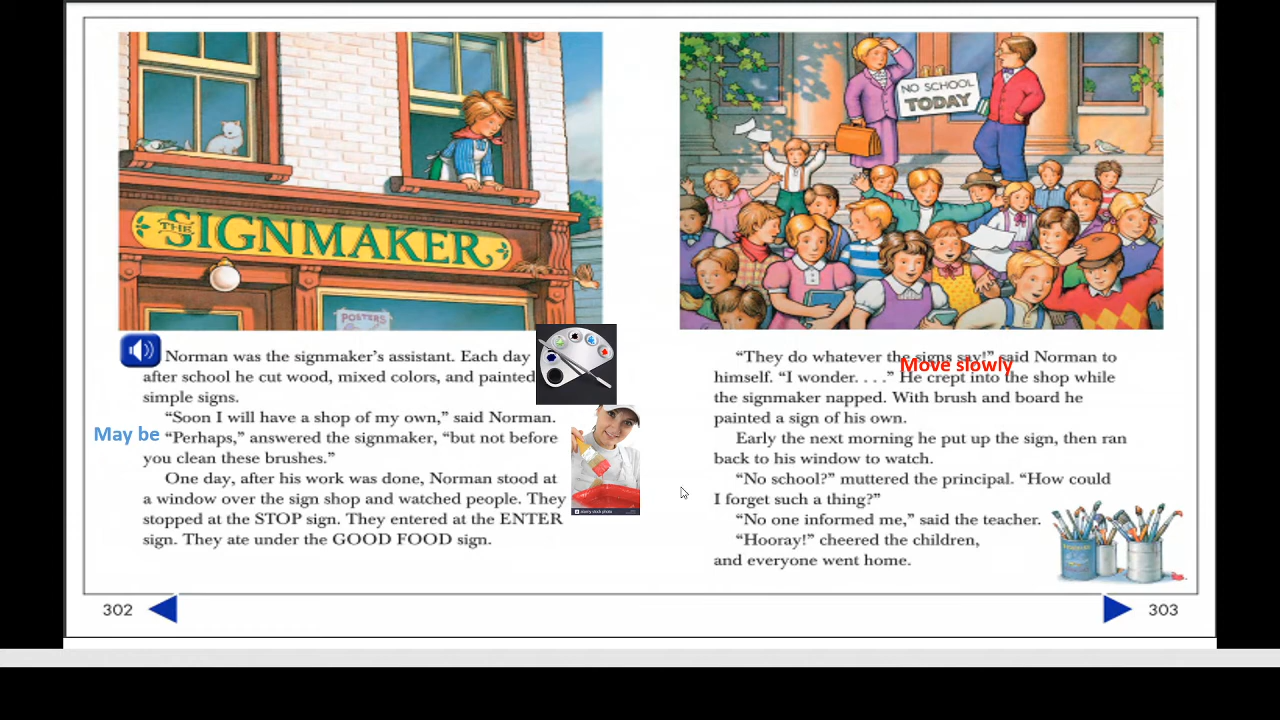 THE
SIGNMAKER
POSTERS
NO SCHOOL
TODAY
Norman was the signmaker's assistant. Each day
after school he cut wood, mixed colors, and painted
simple signs.
"Soon I will have a shop of my own," said Norman.
May be
"Perhaps," answered the signmaker, "but not before
you clean these brushes."
One day, after his work was done, Norman stood at
a window over the sign shop and watched people. They
stopped at the STOP sign. They entered at the ENTER
sign. They ate under the GOOD FOOD sign.
"They do whatever the signs say!" said Norman to
Move slowly
himself. "I wonder. . . ." He crept into the shop while
the signmaker napped. With brush and board he
painted a sign of his own.
Early the next morning he put up the sign, then ran
back to his window to watch.
"No school?" muttered the principal. "How could
I forget such a thing?"
"No one informed me," said the teacher.
"Hooray!" cheered the children,
and everyone went home.
302
303